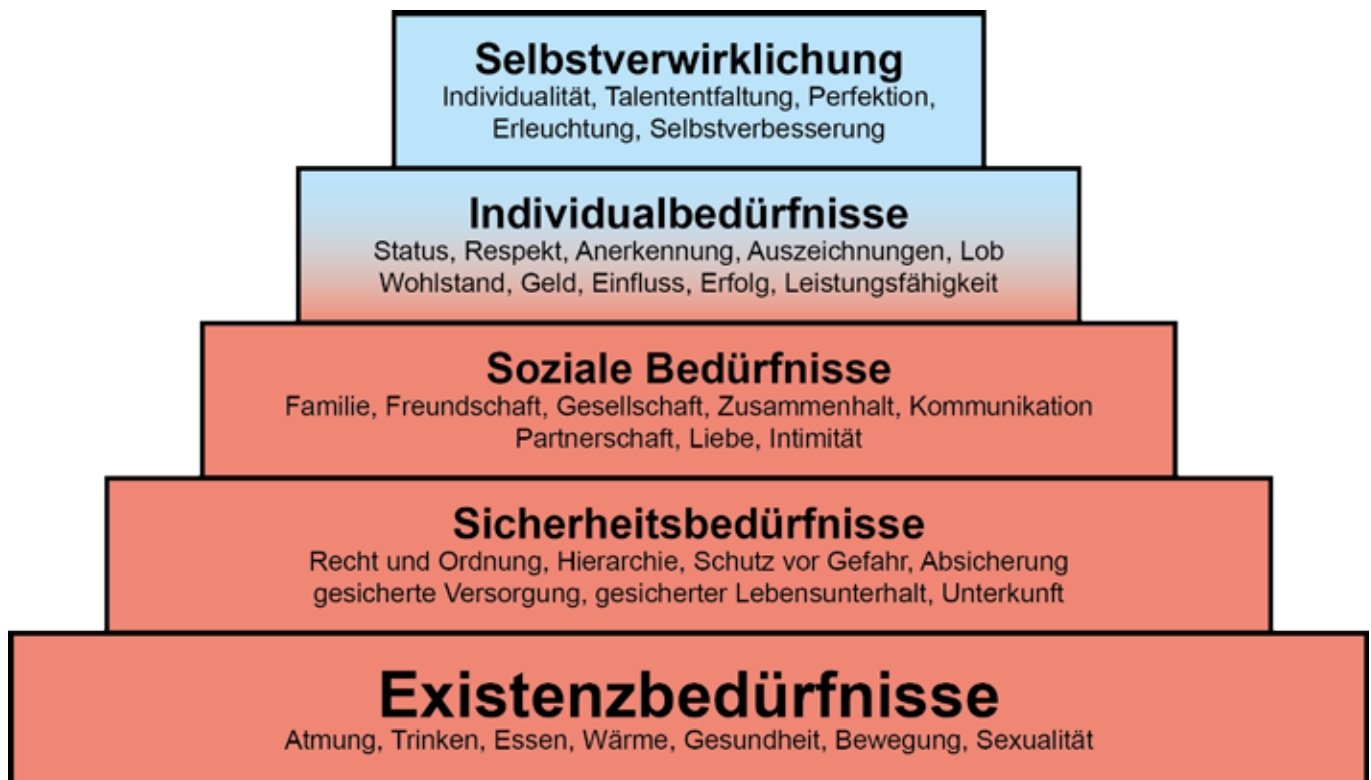 Selbstverwirklichung
Individualität, Talententfaltung, Perfektion,
Erleuchtung, Selbstverbesserung
Individualbedürfnisse
Status, Respekt, Anerkennung, Auszeichnungen, Lob
Wohlstand, Geld, Einfluss, Erfolg, Leistungsfähigkeit
Soziale Bedürfnisse
Familie, Freundschaft, Gesellschaft, Zusammenhalt, Kommunikation
Partnerschaft, Liebe, Intimität
Sicherheitsbedürfnisse
Recht und Ordnung, Hierarchie, Schutz vor Gefahr, Absicherung
gesicherte Versorgung, gesicherter Lebensunterhalt, Unterkunft
Existenzbedürfnisse
Atmung, Trinken, Essen, Wärme, Gesundheit, Bewegung, Sexualität